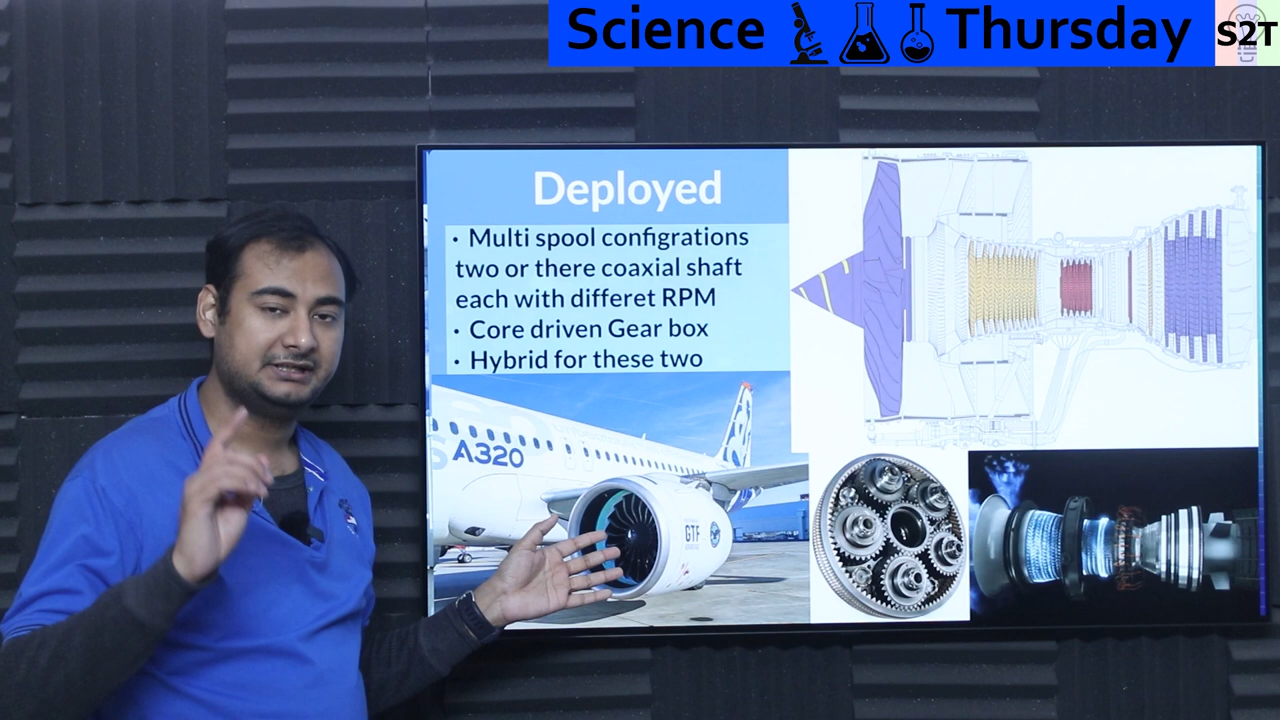 Science Thursday
S2T
Deployed
· Multi spool configrations
two or there coaxial shaft
each with differet RPM
· Core driven Gear box
· Hybrid for these two
A320
GTF